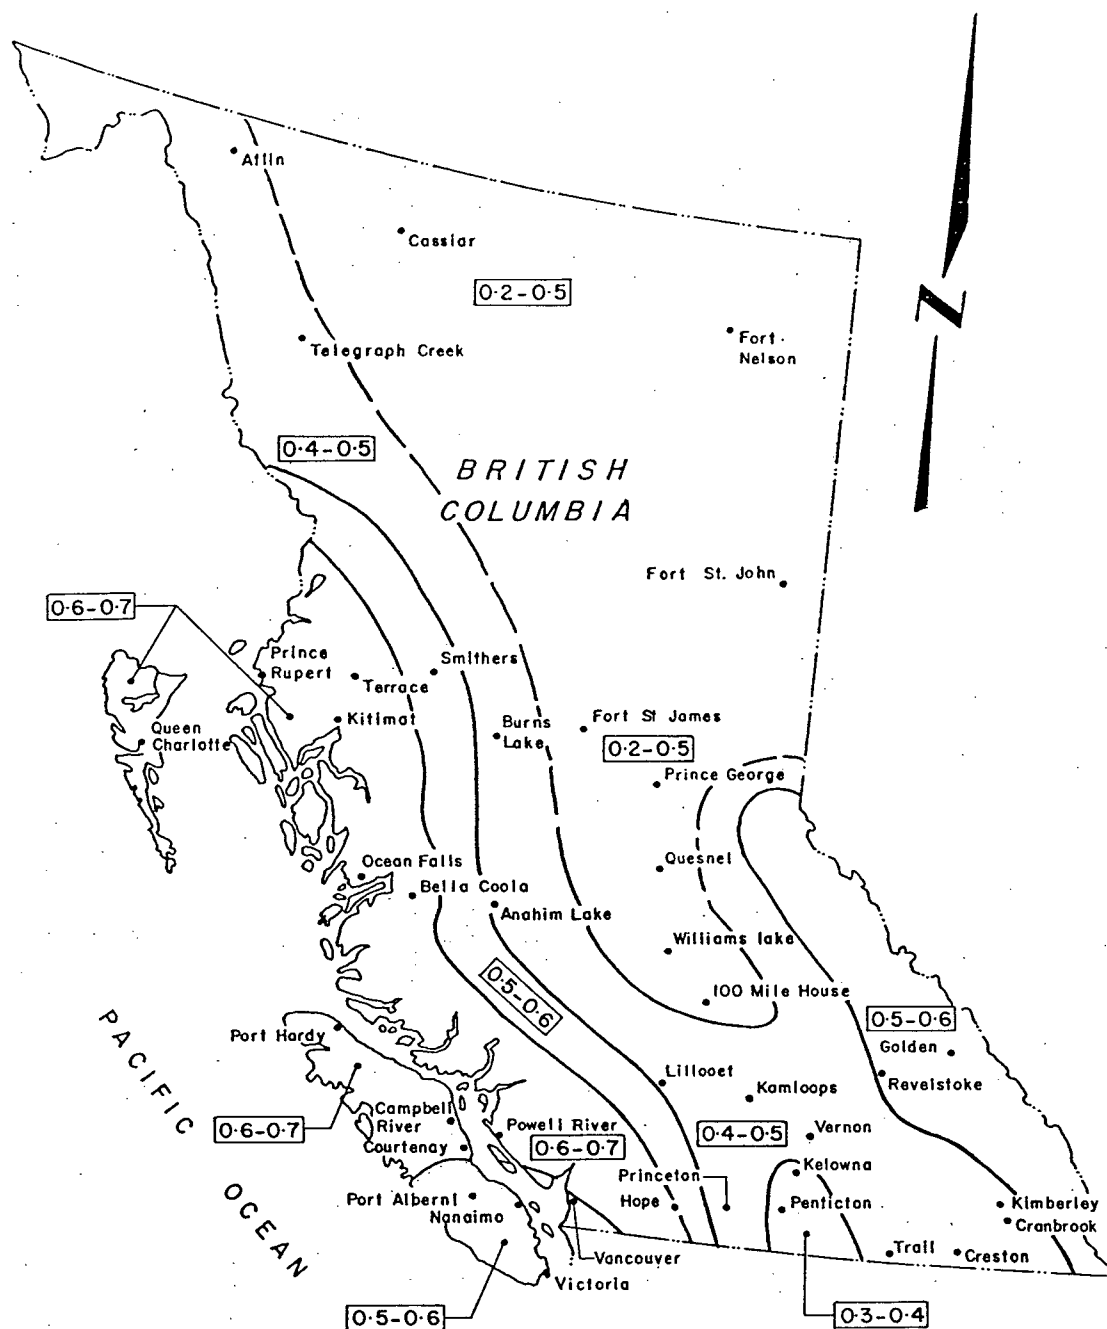 Atlin
Cassiar
0.2-0.5
N
Fort
Nelson
Telegraph Creek
0.4-0.5
BRITISH
COLUMBIA
Fort St. John
0.6-0.7
Prince
Rupert
Smithers
Terrace
Kitimat
Queen
Charlotte
Burns
Lake
Fort St James
0.2-0.5
Prince George
Quesnel
Ocean Falls
Bella Coola
Anahim Lake
Williams lake
0.5-0.6
100 Mile House
PACIFIC
OCEAN
Port Hardy
0.5-0.6
Golden
Revelstoke
Lillooet
Kamloops
0.6-0.7
Campbell
River
Courtenay
Powell River
0.6-0.7
0.4-0.5
Vernon
Kelowna
Princeton
Hope
Penticton
Port Alberni
Nanaimo
Kimberley
Cranbrook
Vancouver
Trail
Creston
Victoria
0.5-0.6
0.3-0.4